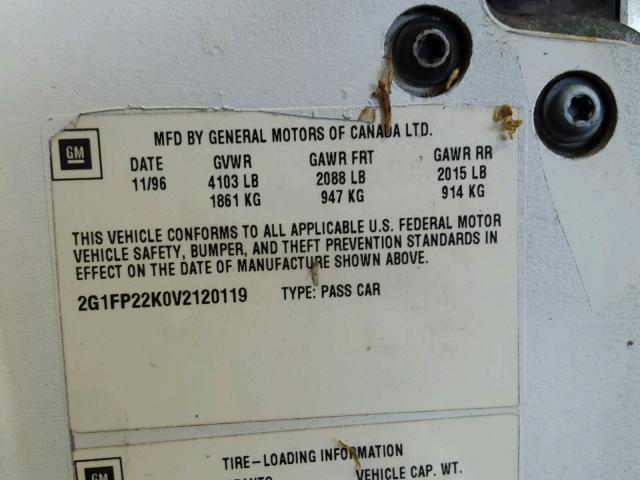 GM
MFD BY GENERAL MOTORS OF CANADA LTD.
DATE GVWR GAWR FRT GAWR RR
11/96 4103 LB 2088 LB 2015 LB
1861 KG 947 KG 914 KG
THIS VEHICLE CONFORMS TO ALL APPLICABLE U.S. FEDERAL MOTOR
VEHICLE SAFETY, BUMPER, AND THEFT PREVENTION STANDARDS IN
EFFECT ON THE DATE OF MANUFACTURE SHOWN ABOVE.
2G1FP22K0V2120119 TYPE: PASS CAR
TIRE-LOADING INFORMATION
GM VEHICLE CAP. WT.